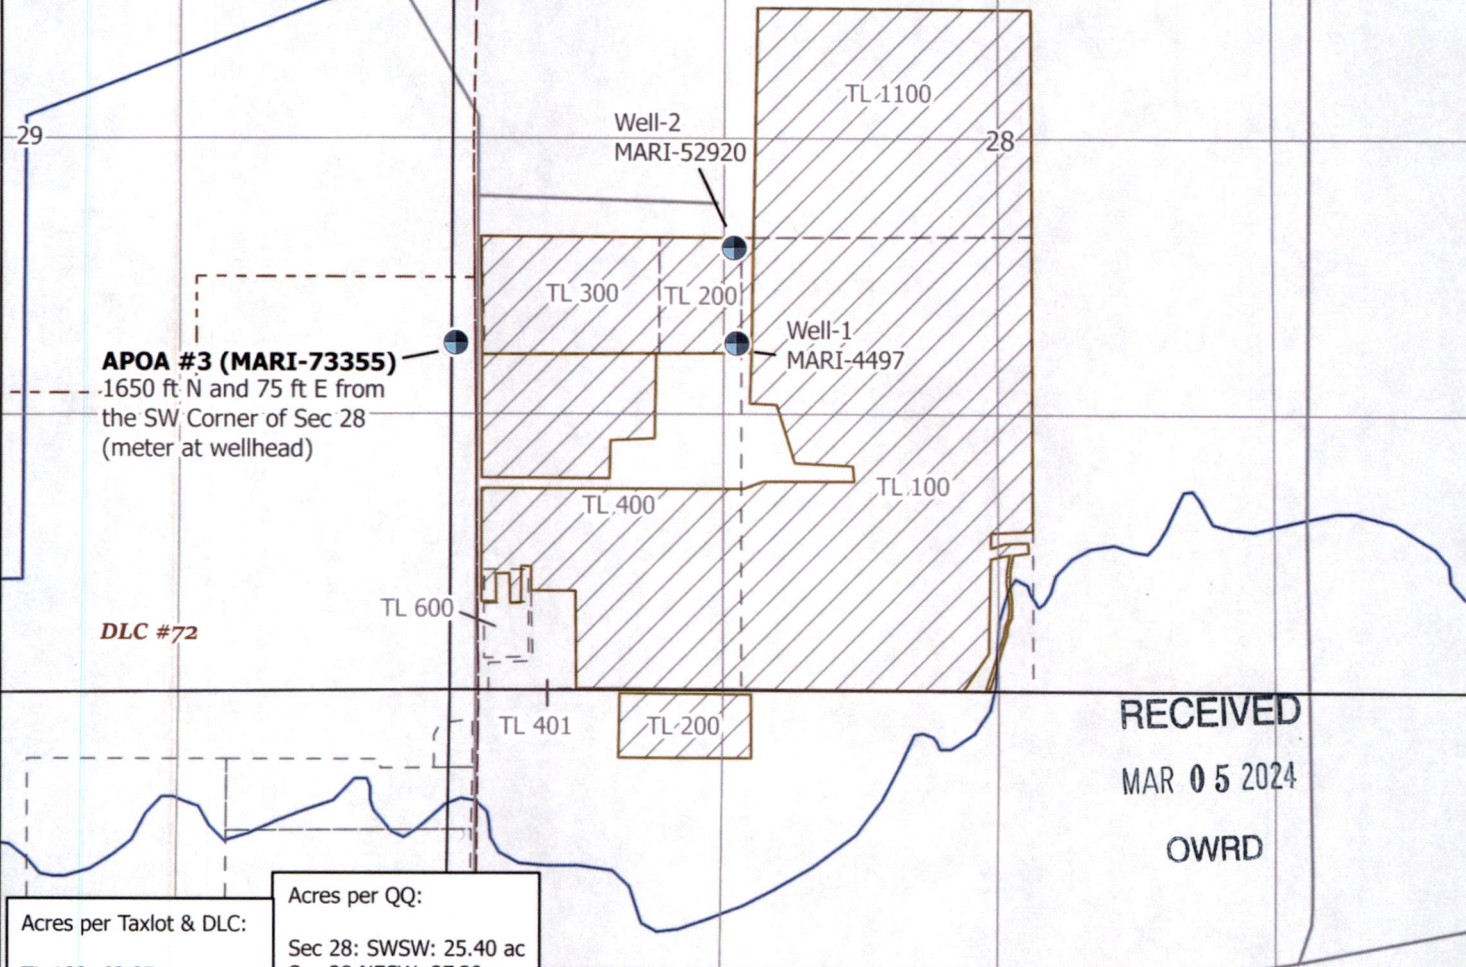 TL 1100
Well-2
MARI-52920
29
28
TL 300
TL 200
Well-1
MARI-4497
APOA #3 (MARI-73355)
1650 ft N and 75 ft E from
the SW Corner of Sec 28
(meter at wellhead)
TL 100
TL 400
TL 600
DLC #72
TL 401
TL 200
RECEIVED
MAR 05 2024
OWRD
Acres per Taxlot & DLC:
Acres per QQ:
Sec 28: SWSW: 25.40 ac